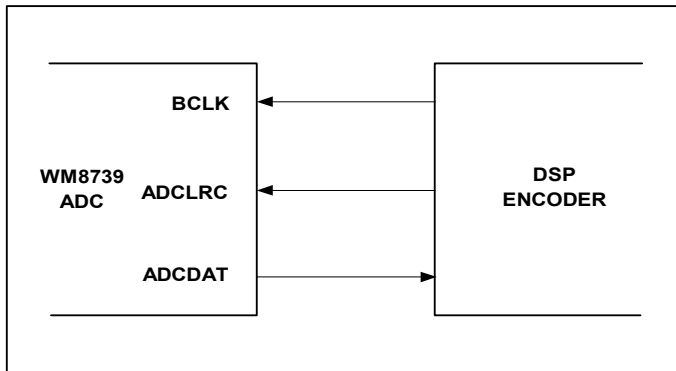 BCLK
WM8739
ADC
ADCLRC
ADCDAT
DSP
ENCODER